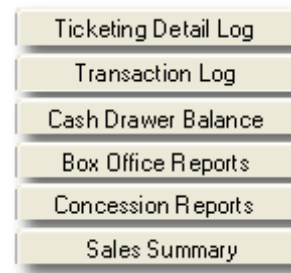 Ticketing Detail Log
Transaction Log
Cash Drawer Balance
Box Office Reports
Concession Reports
Sales Summary